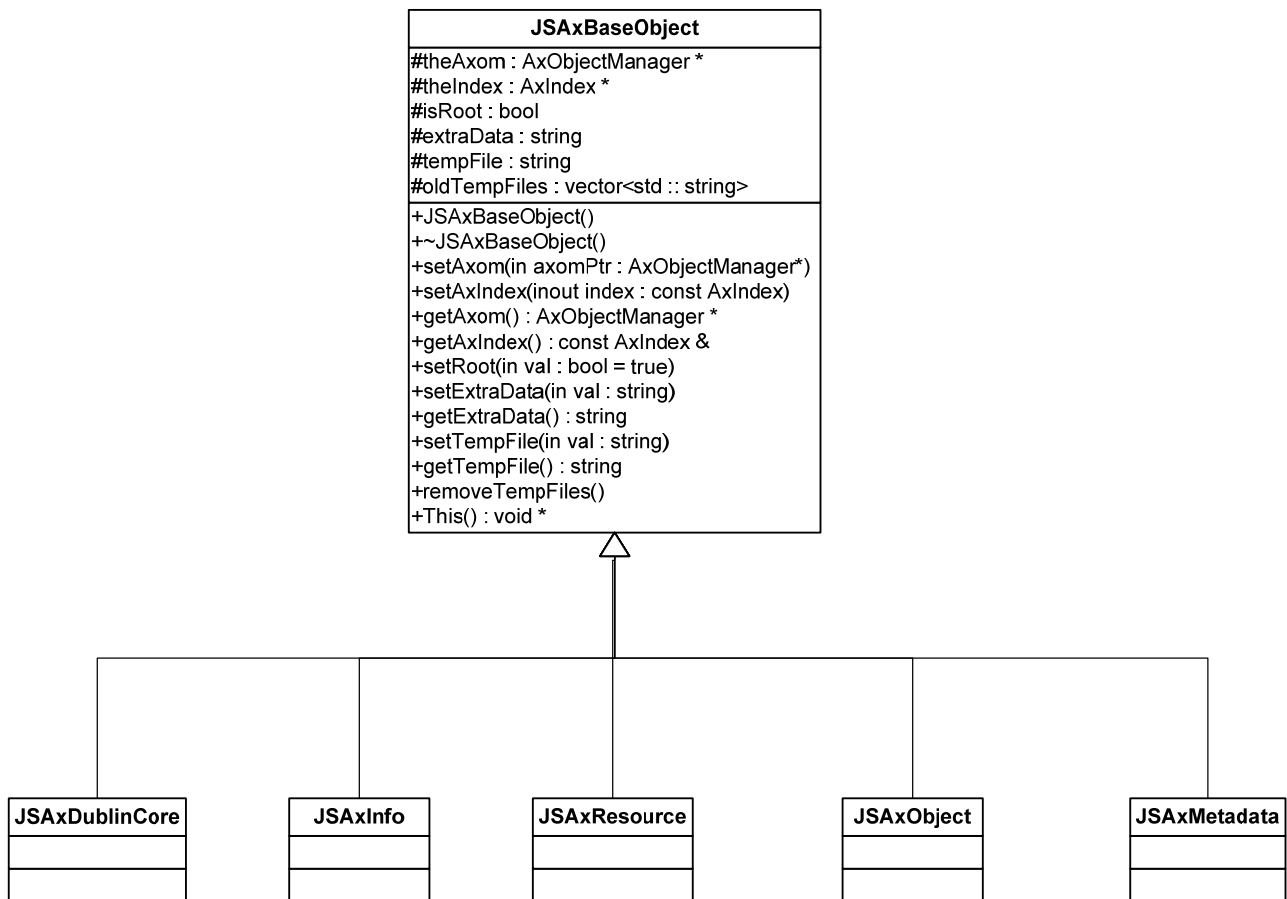 JSAxBaseObject
#theAxom : AxObjectManager *
#theIndex : AxIndex *
#isRoot : bool
#extraData : string
#tempFile : string
#oldTempFiles : vector<std :: string>
+JSAxBaseObject()
+~JSAxBaseObject()
+setAxom(in axomPtr : AxObjectManager*)
+setAxIndex(inout index : const AxIndex)
+getAxom() : AxObjectManager *
+getAxIndex() : const AxIndex &
+setRoot(in val : bool = true)
+setExtraData(in val : string)
+getExtraData() : string
+setTempFile(in val : string)
+getTempFile() : string
+removeTempFiles()
+This() : void *
JSAxDublinCore
JSAxInfo
JSAxResource
JSAxObject
JSAxMetadata